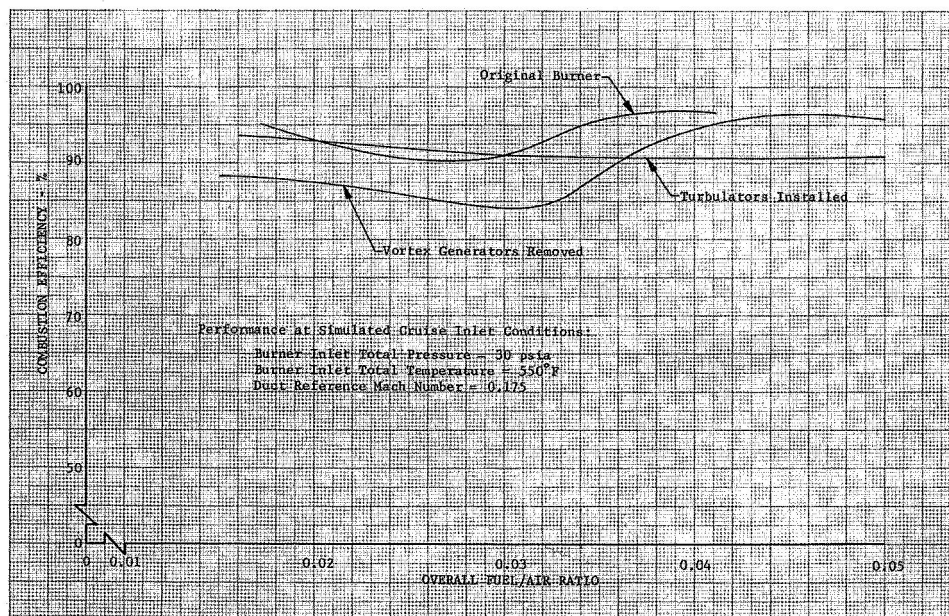 Original Burner
100
90
80
70
60
50
0
COMBUSTION EFFICIENCY - %
Turbulators Installed
Vortex Generators Removed
Performance at Simulated Cruise Inlet Conditions:
Burner Inlet Total Pressure = 30 psia
Burner Inlet Total Temperature = 550°F
Duct Reference Mach Number = 0.175
0 0.01 0.02 0.03 0.04 0.05
OVERALL FUEL/AIR RATIO